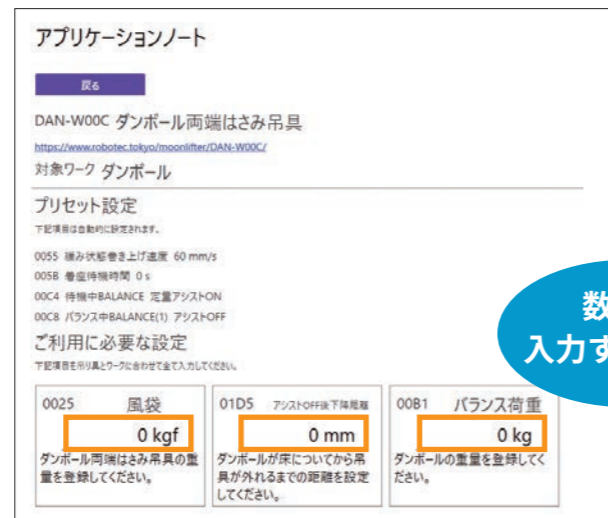 アプリケーションノート
戻る
DAN-W00C ダンボール両端はさみ吊具
https://www.robotec.tokyo/moonlifter/DAN-W00C/
対象ワーク ダンボール
プリセット設定
下記項目は自動的に設定されます。
0055 緩み状態巻き上げ速度 60 mm/s
005B 着座待機時間 0 s
00C4 待機中BALANCE 定量アシストON
00C8 バランス中BALANCE(1) アシストOFF
ご利用に必要な設定
下記項目を吊り具とワークに合わせて全て入力してください。
0025 風袋
0 kgf
ダンボール両端はさみ吊具の重
量を登録してください。
01D5 アシストOFF後下降距離
0 mm
ダンボールが床についてから吊
具が外れるまでの距離を設定
してください。
00B1 バランス荷重
0 kg
ダンボールの重量を登録してく
ださい。
数
入力す